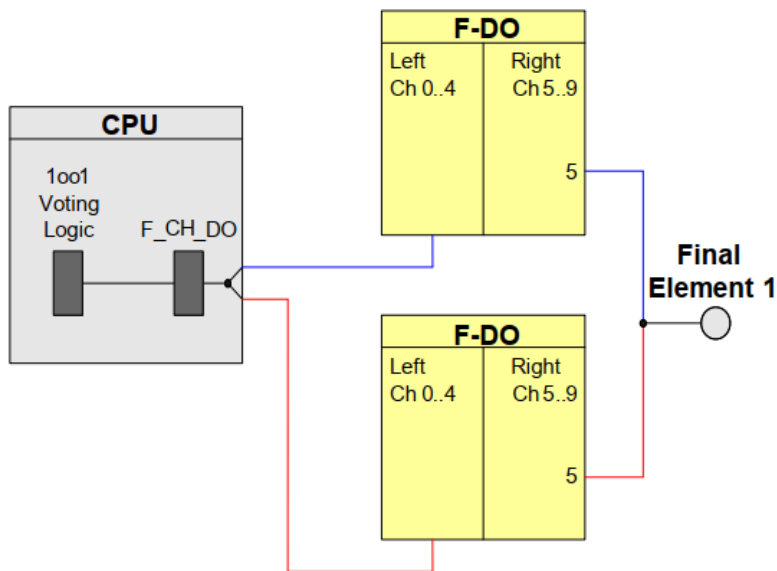 F-DO
Left
Ch 0..4
Right
Ch 5..9
5
CPU
1oo1
Voting
Logic
F_CH_DO
Final
Element 1
F-DO
Left
Ch 0..4
Right
Ch 5..9
5